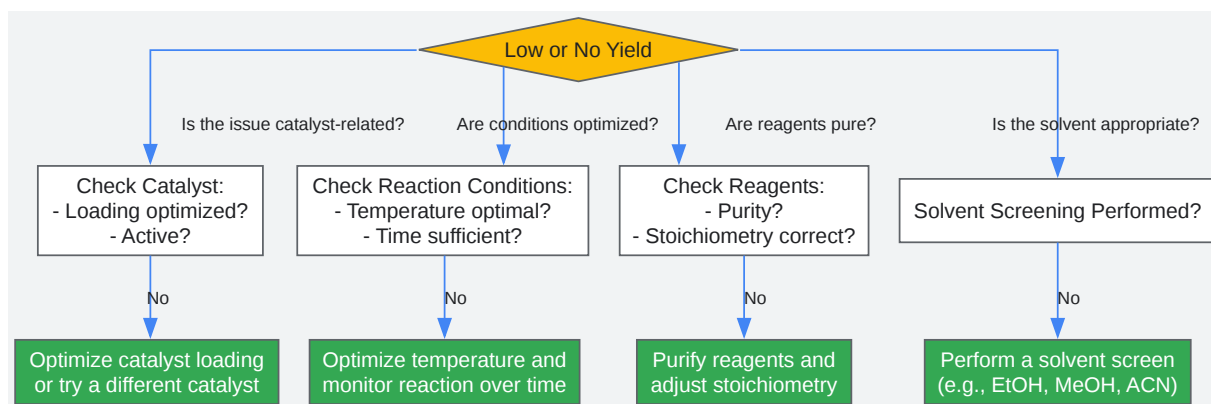 Low or No Yield
Is the issue catalyst-related?
Are conditions optimized?
Are reagents pure?
Is the solvent appropriate?
Check Catalyst:
- Loading optimized?
- Active?
Check Reaction Conditions:
- Temperature optimal?
- Time sufficient?
Check Reagents:
- Purity?
- Stoichiometry correct?
Solvent Screening Performed?
No
No
No
No
Optimize catalyst loading
or try a different catalyst
Optimize temperature and
monitor reaction over time
Purify reagents and
adjust stoichiometry
Perform a solvent screen
(e.g., EtOH, MeOH, ACN)